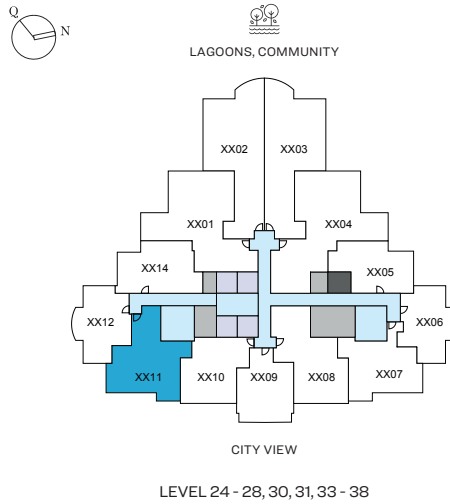 Q
N
LAGOONS, COMMUNITY
XX02
XX03
XX01
XX04
XX14
XX05
XX12
XX06
XX11
XX10
XX09
XX08
XX07
CITY VIEW
LEVEL 24 - 28, 30, 31, 33 - 38